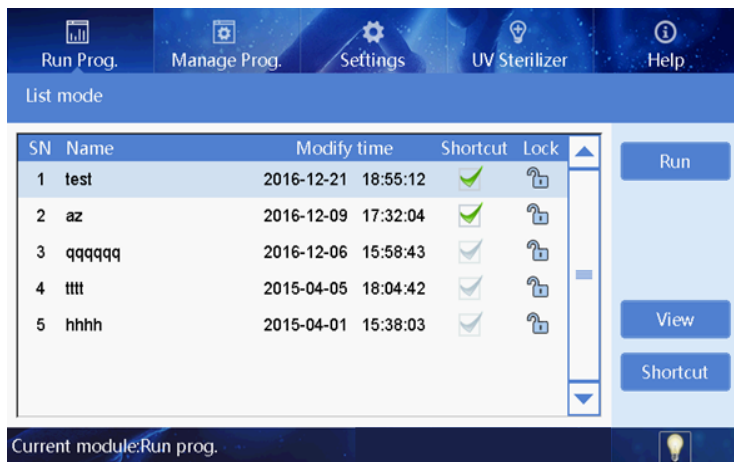 Run Prog. Manage Prog. Settings UV Sterilizer Help
List mode
SN Name Modify time Shortcut Lock
1 test 2016-12-21 18:55:12
2 az 2016-12-09 17:32:04
3 qqqqqq 2016-12-06 15:58:43
4 tttt 2015-04-05 18:04:42
5 hhhh 2015-04-01 15:38:03
Run
View
Shortcut
Current module:Run prog.